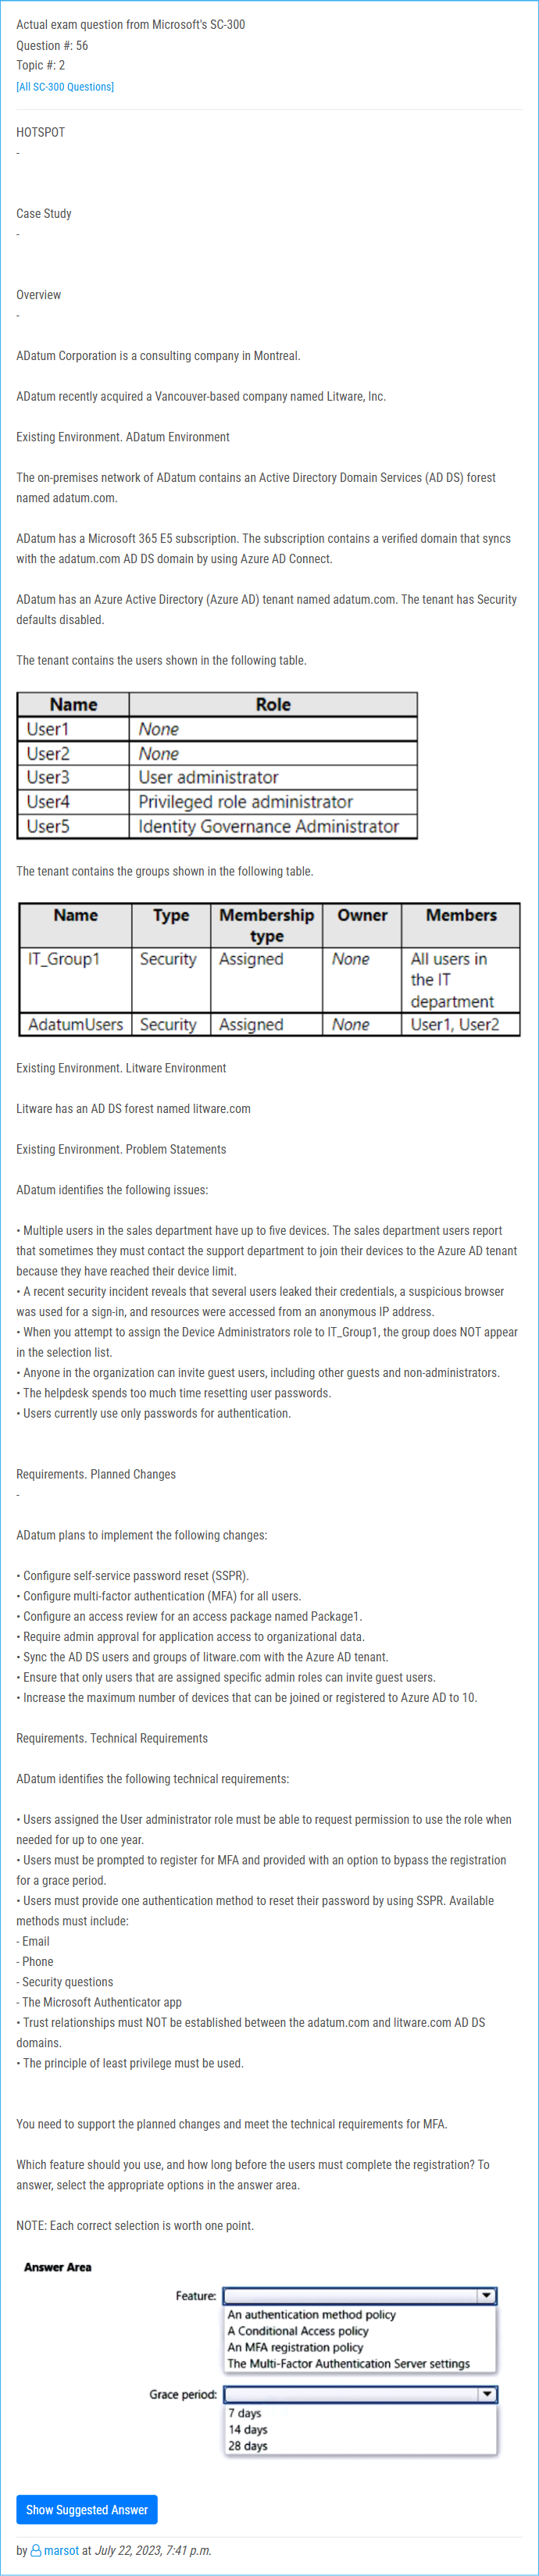 Actual exam question from Microsoft's SC-300
Question #: 56
Topic #: 2
[All SC-300 Questions]
HOTSPOT
-
Case Study
-
Overview
-
ADatum Corporation is a consulting company in Montreal.
ADatum recently acquired a Vancouver-based company named Litware, Inc.
Existing Environment. ADatum Environment
The on-premises network of ADatum contains an Active Directory Domain Services (AD DS) forest
named adatum.com.
ADatum has a Microsoft 365 E5 subscription. The subscription contains a verified domain that syncs
with the adatum.com AD DS domain by using Azure AD Connect.
ADatum has an Azure Active Directory (Azure AD) tenant named adatum.com. The tenant has Security
defaults disabled.
The tenant contains the users shown in the following table.
Name Role
User1 None
User2 None
User3 User administrator
User4 Privileged role administrator
User5 Identity Governance Administrator
The tenant contains the groups shown in the following table.
Name Type Membership Owner Members
type
IT_Group1 Security Assigned None All users in
the IT
department
AdatumUsers Security Assigned None User1, User2
Existing Environment. Litware Environment
Litware has an AD DS forest named litware.com
Existing Environment. Problem Statements
ADatum identifies the following issues:
• Multiple users in the sales department have up to five devices. The sales department users report
that sometimes they must contact the support department to join their devices to the Azure AD tenant
because they have reached their device limit.
• A recent security incident reveals that several users leaked their credentials, a suspicious browser
was used for a sign-in, and resources were accessed from an anonymous IP address.
• When you attempt to assign the Device Administrators role to IT_Group1, the group does NOT appear
in the selection list.
• Anyone in the organization can invite guest users, including other guests and non-administrators.
• The helpdesk spends too much time resetting user passwords.
• Users currently use only passwords for authentication.
Requirements. Planned Changes
-
ADatum plans to implement the following changes:
• Configure self-service password reset (SSPR).
• Configure multi-factor authentication (MFA) for all users.
• Configure an access review for an access package named Package1.
• Require admin approval for application access to organizational data.
• Sync the AD DS users and groups of litware.com with the Azure AD tenant.
• Ensure that only users that are assigned specific admin roles can invite guest users.
• Increase the maximum number of devices that can be joined or registered to Azure AD to 10.
Requirements. Technical Requirements
ADatum identifies the following technical requirements:
• Users assigned the User administrator role must be able to request permission to use the role when
needed for up to one year.
• Users must be prompted to register for MFA and provided with an option to bypass the registration
for a grace period.
• Users must provide one authentication method to reset their password by using SSPR. Available
methods must include:
- Email
- Phone
- Security questions
- The Microsoft Authenticator app
• Trust relationships must NOT be established between the adatum.com and litware.com AD DS
domains.
• The principle of least privilege must be used.
You need to support the planned changes and meet the technical requirements for MFA.
Which feature should you use, and how long before the users must complete the registration? To
answer, select the appropriate options in the answer area.
NOTE: Each correct selection is worth one point.
Answer Area
Feature:
An authentication method policy
A Conditional Access policy
An MFA registration policy
The Multi-Factor Authentication Server settings
Grace period:
7 days
14 days
28 days
Show Suggested Answer
by marsot at July 22, 2023, 7:41 p.m.